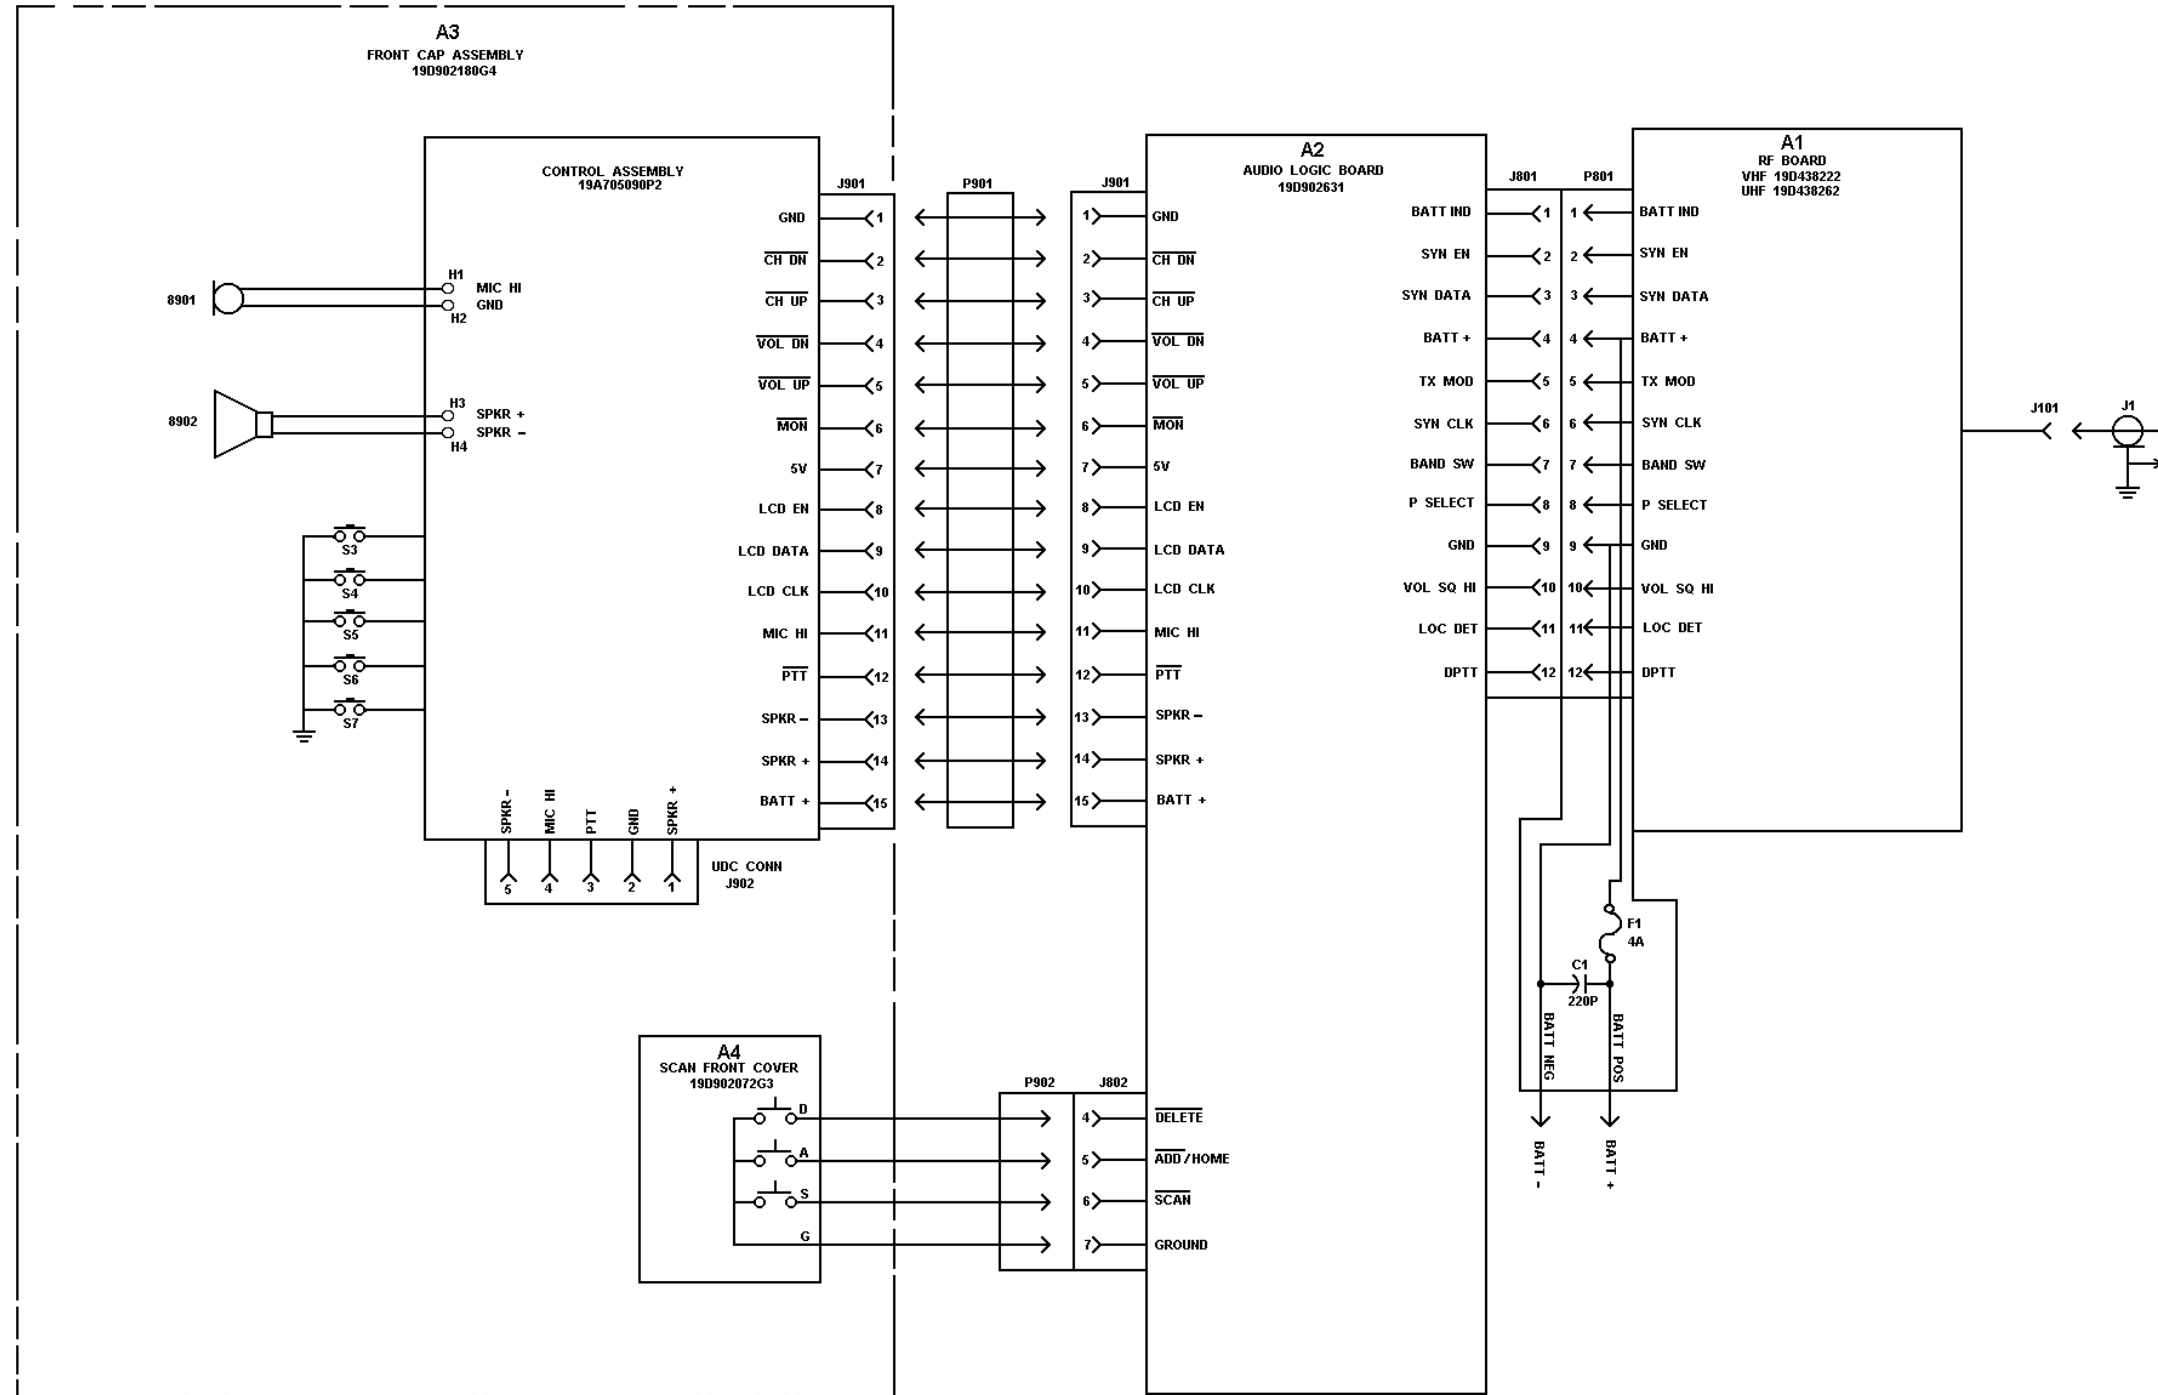 A3
FRONT CAP ASSEMBLY
19D902180G4
CONTROL ASSEMBLY
19A705090P2
8901
H1
MIC HI
GND
H2
8902
H3
SPKR +
SPKR -
H4
S3
S4
S5
S6
S7
J901
GND 1
CH DN 2
CH UP 3
VOL DN 4
VOL UP 5
MON 6
5V 7
LCD EN 8
LCD DATA 9
LCD CLK 10
MIC HI 11
PTT 12
SPKR - 13
SPKR + 14
BATT + 15
SPKR -
MIC HI
PTT
GND
SPKR +
5 4 3 2 1
UDC CONN
J902
P901
J901
1 GND
2 CH DN
3 CH UP
4 VOL DN
5 VOL UP
6 MON
7 5V
8 LCD EN
9 LCD DATA
10 LCD CLK
11 MIC HI
12 PTT
13 SPKR -
14 SPKR +
15 BATT +
A2
AUDIO LOGIC BOARD
19D902631
J801 P801
BATT IND 1 1 BATT IND
SYN EN 2 2 SYN EN
SYN DATA 3 3 SYN DATA
BATT + 4 4 BATT +
TX MOD 5 5 TX MOD
SYN CLK 6 6 SYN CLK
BAND SW 7 7 BAND SW
P SELECT 8 8 P SELECT
GND 9 9 GND
VOL SQ HI 10 10 VOL SQ HI
LOC DET 11 11 LOC DET
DPTT 12 12 DPTT
A1
RF BOARD
VHF 19D438222
UHF 19D438262
J101
J1
F1
4A
C1
220P
BATT NEG
BATT POS
BATT -
BATT +
A4
SCAN FRONT COVER
19D902072G3
D
A
S
G
P902 J802
4 DELETE
5 ADD/HOME
6 SCAN
7 GROUND